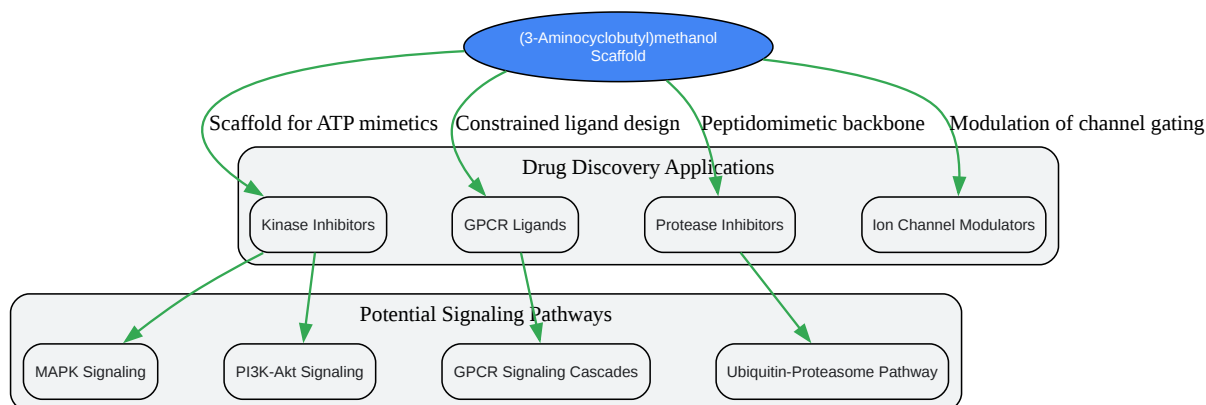 (3-Aminocyclobutyl)methanol
Scaffold
Scaffold for ATP mimetics
Constrained ligand design
Peptidomimetic backbone
Modulation of channel gating
Drug Discovery Applications
Kinase Inhibitors
GPCR Ligands
Protease Inhibitors
Ion Channel Modulators
Potential Signaling Pathways
MAPK Signaling
PI3K-Akt Signaling
GPCR Signaling Cascades
Ubiquitin-Proteasome Pathway